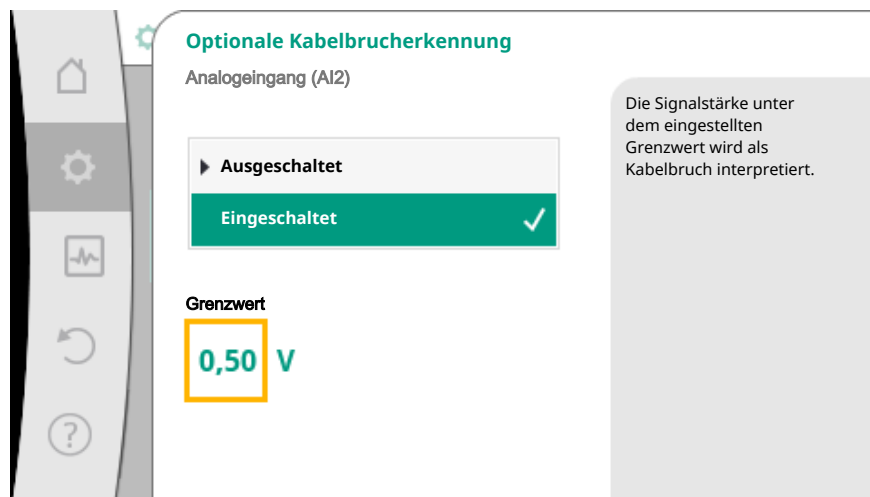 Optionale Kabelbrucherkennung
Analogeingang (AI2)
Ausgeschaltet
Eingeschaltet
Grenzwert
0,50 V
Die Signalstärke unter
dem eingestellten
Grenzwert wird als
Kabelbruch interpretiert.
?